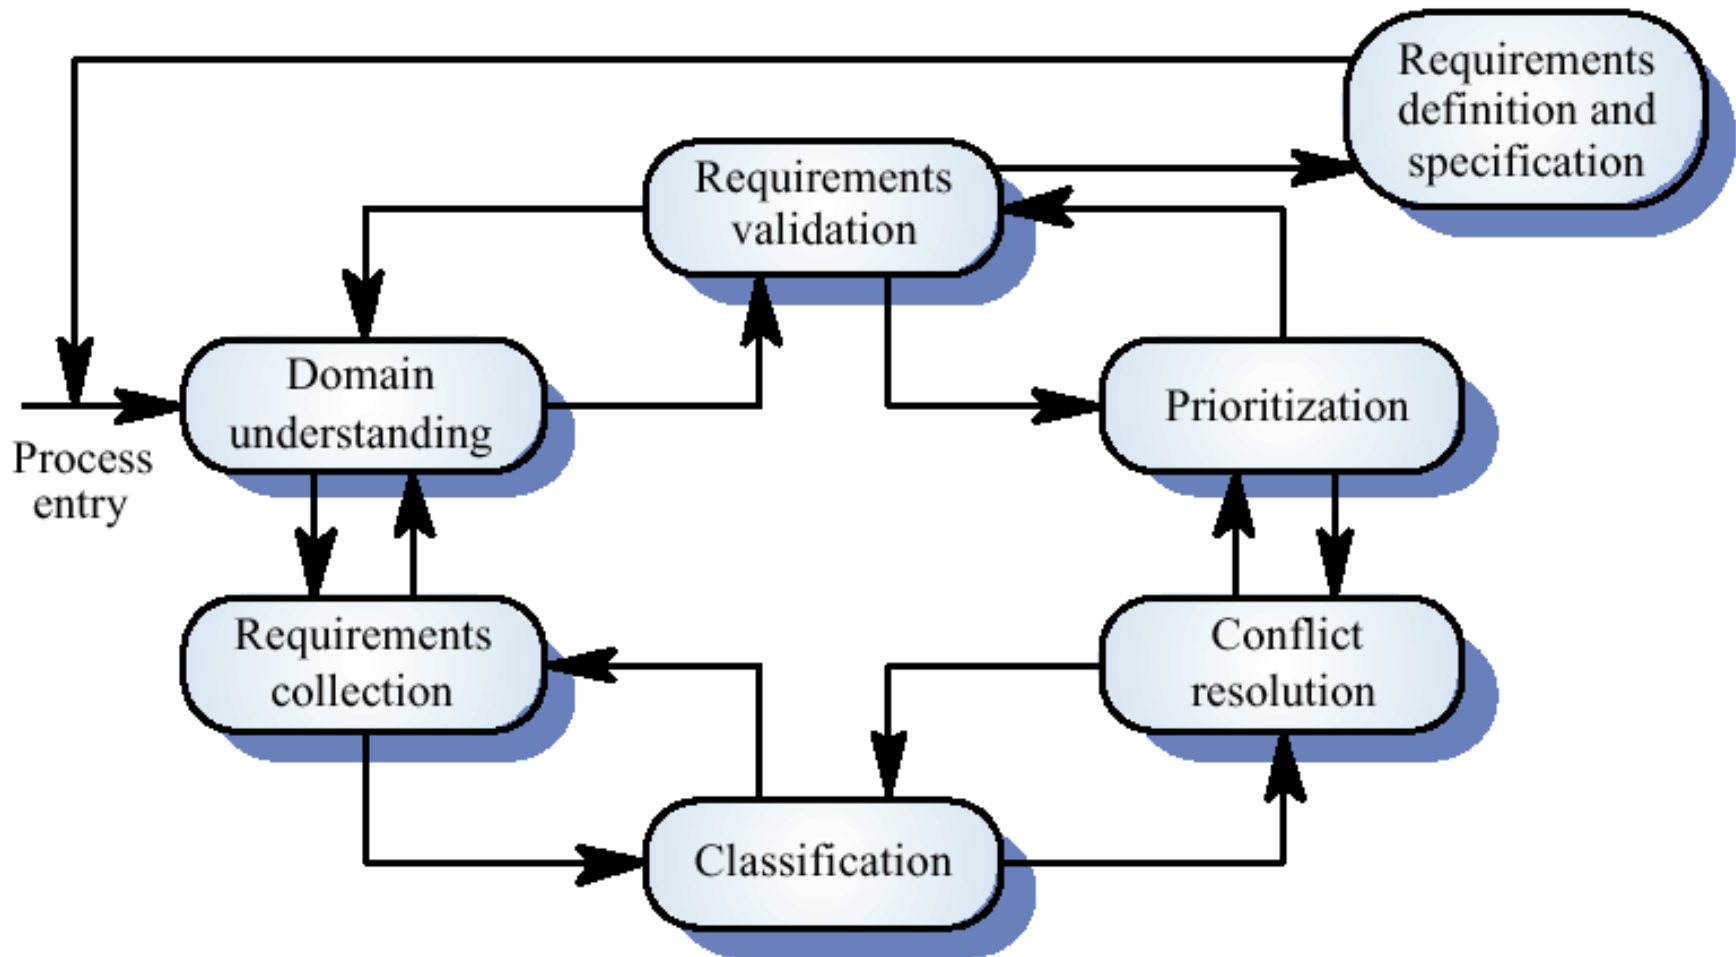 Requirements
definition and
specification
Requirements
validation
Domain
understanding
Prioritization
Process
entry
Requirements
collection
Conflict
resolution
Classification